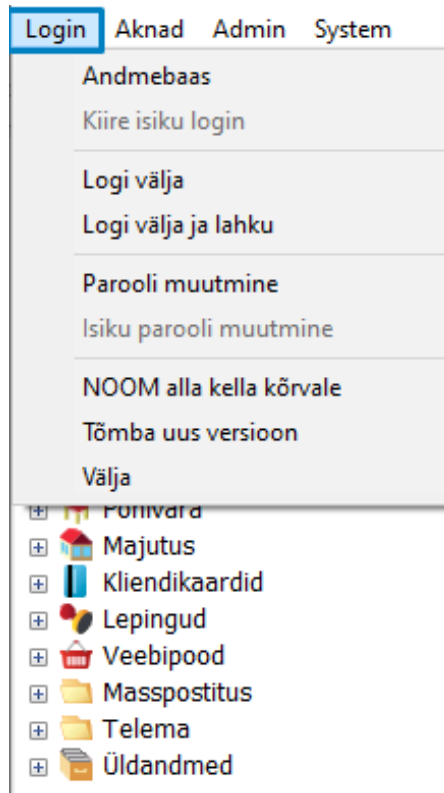 Login Aknad Admin System
Andmebaas
Kiire isiku login
Logi välja
Logi välja ja lahku
Parooli muutmine
Isiku parooli muutmine
NOOM alla kella kõrvale
Tõmba uus versioon
Välja
Põhivara
Majutus
Kliendikaardid
Lepingud
Veebipood
Masspostitus
Telema
Üldandmed